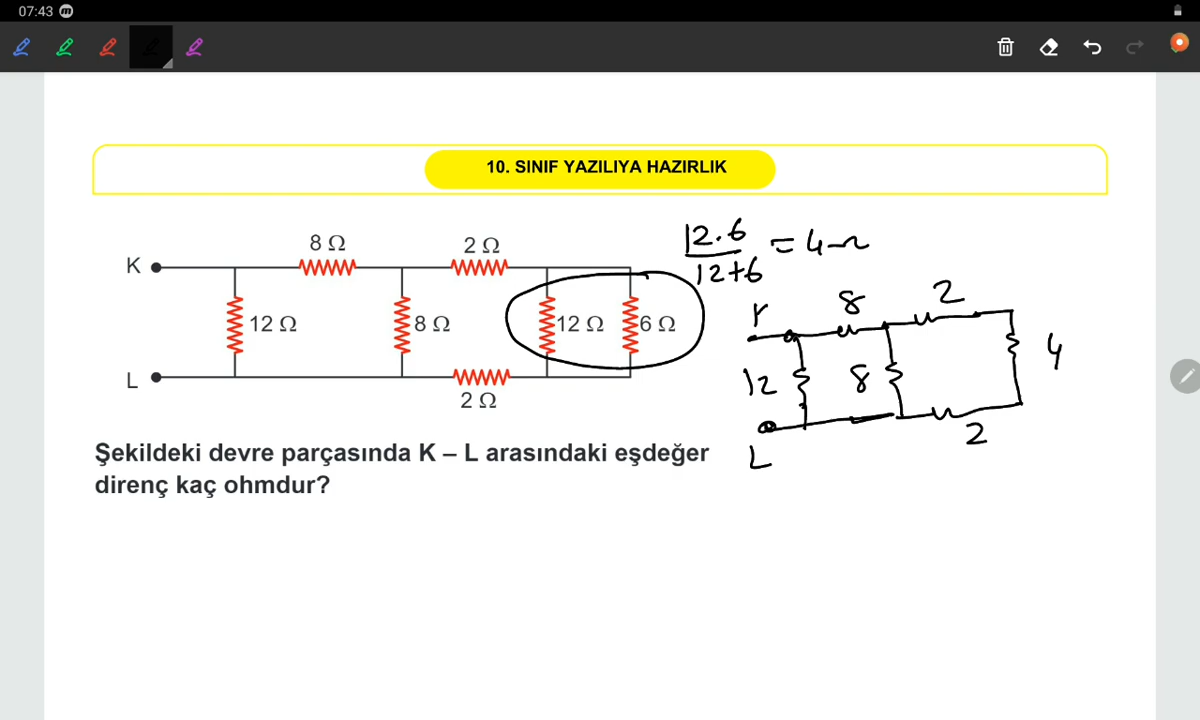 07:43
10. SINIF YAZILIYA HAZIRLIK
8 Ω
2 Ω
K
12 Ω
8 Ω
12 Ω
6 Ω
L
2 Ω
12.6
12+6
= 4Ω
K
8
2
12
8
4
2
L
Şekildeki devre parçasında K – L arasındaki eşdeğer
direnç kaç ohmdur?